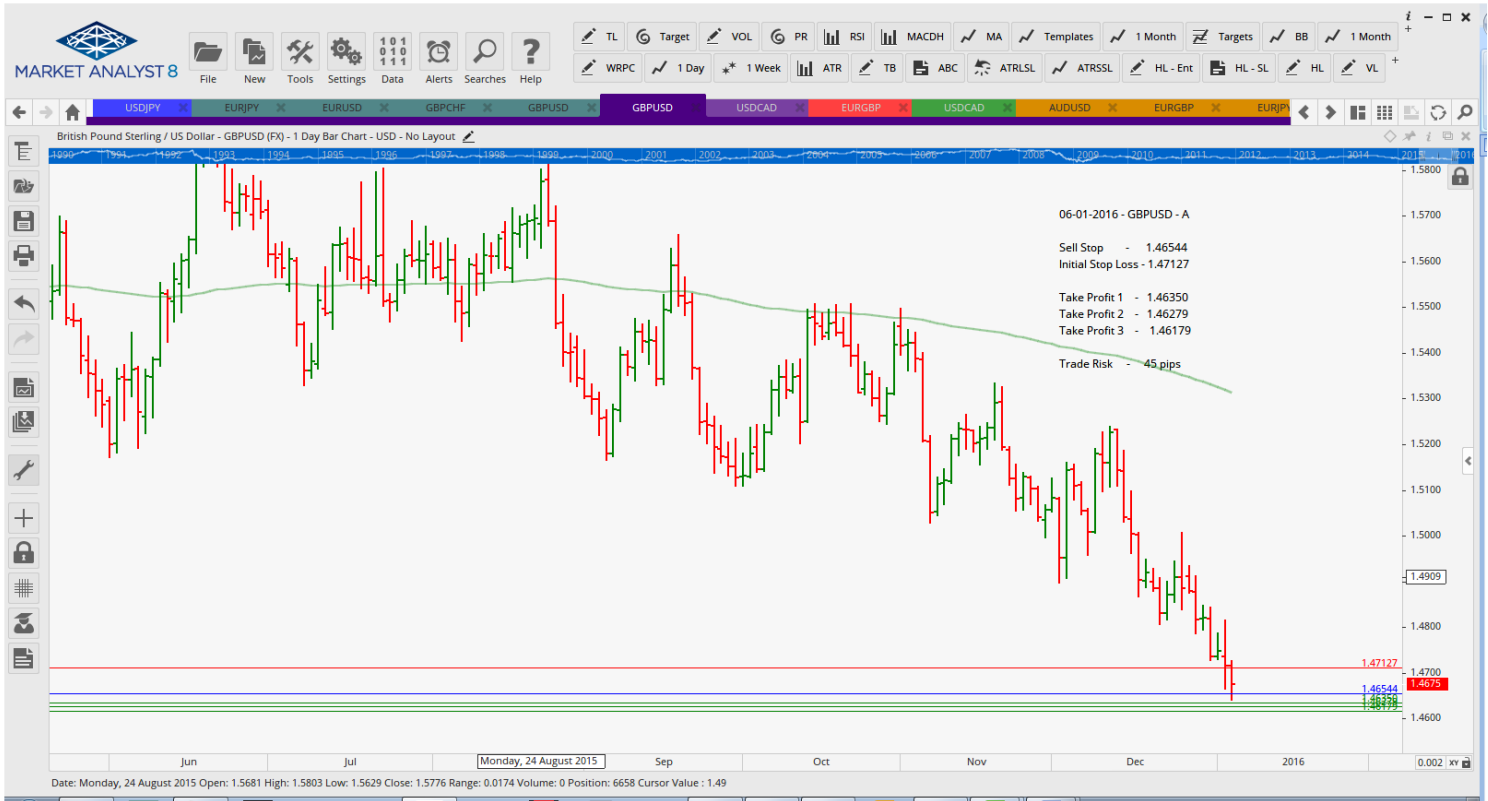 TL Target VOL PR RSI MACDH MA Templates 1 Month Targets BB 1 Month
WRPC 1 Day 1 Week ATR TB ABC ATRLSL ATRSSL HL - Ent HL - SL HL VL
MARKET ANALYST 8
File New Tools Settings Data Alerts Searches Help
USDJPY EURJPY EURUSD GBPCHF GBPUSD GBPUSD USDCAD EURGBP USDCAD AUDUSD EURGBP EURJPY
British Pound Sterling / US Dollar - GBPUSD (FX) - 1 Day Bar Chart - USD - No Layout
1990 1991 1992 1993 1994 1995 1996 1997 1998 1999 2000 2001 2002 2003 2004 2005 2006 2007 2008 2009 2010 2011 2012 2013 2014 2015 2016
1.5800
1.5700
1.5600
1.5500
1.5400
1.5300
1.5200
1.5100
1.5000
1.4909
1.4800
1.4700
1.4675
1.4600
06-01-2016 - GBPUSD - A
Sell Stop - 1.46544
Initial Stop Loss - 1.47127
Take Profit 1 - 1.46350
Take Profit 2 - 1.46279
Take Profit 3 - 1.46179
Trade Risk - 45 pips
1.47127
1.46544
1.46350
1.46279
1.46179
Jun Jul Monday, 24 August 2015 Sep Oct Nov Dec 2016
0.002 XY
Date: Monday, 24 August 2015 Open: 1.5681 High: 1.5803 Low: 1.5629 Close: 1.5776 Range: 0.0174 Volume: 0 Position: 6658 Cursor Value : 1.49